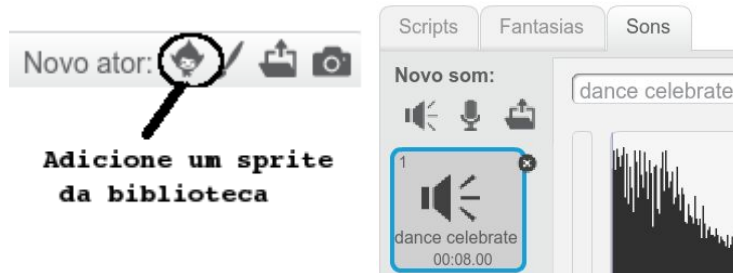 Novo ator:
Adicione um sprite
da biblioteca
Scripts
Fantasias
Sons
Novo som:
dance celebrate
1
dance celebrate
00:08.00